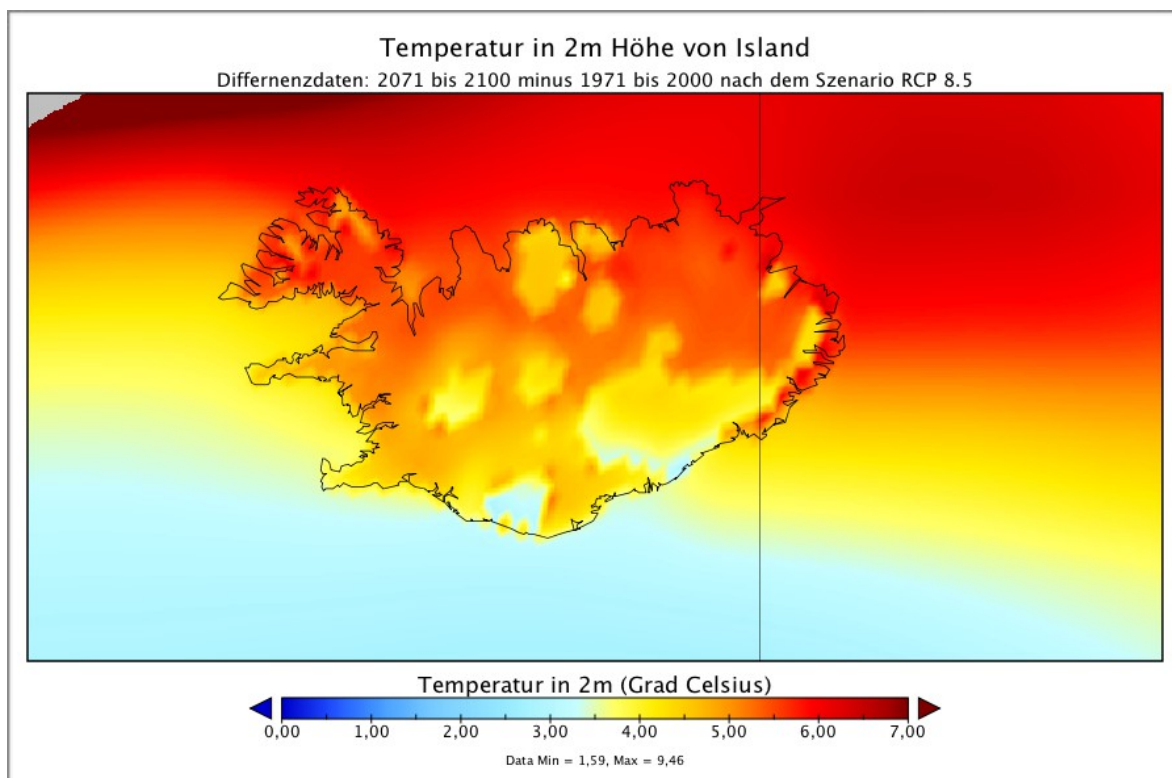 Temperatur in 2m Höhe von Island
Differnenzdaten: 2071 bis 2100 minus 1971 bis 2000 nach dem Szenario RCP 8.5
Temperatur in 2m (Grad Celsius)
0,00 1,00 2,00 3,00 4,00 5,00 6,00 7,00
Data Min = 1,59, Max = 9,46